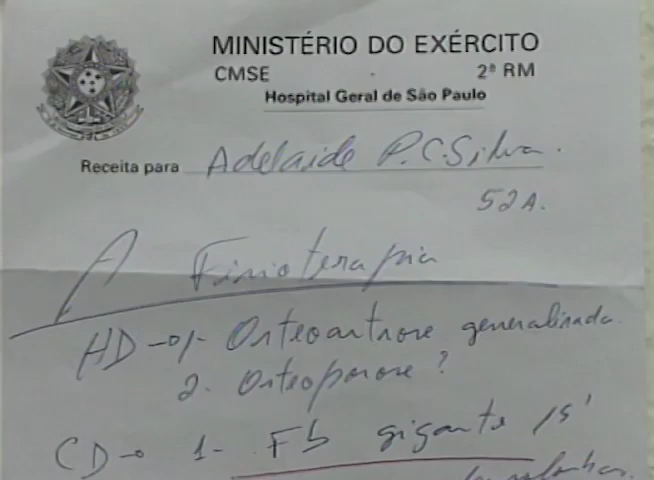 MINISTÉRIO DO EXÉRCITO
CMSE 2ª RM
Hospital Geral de São Paulo
Receita para Adelaide P.C.Silva.
52A.
À Fisioterapia
HD → 1- Osteoartrose generalizada.
2. Osteoporose?
CD → 1- Fb gigante 15'